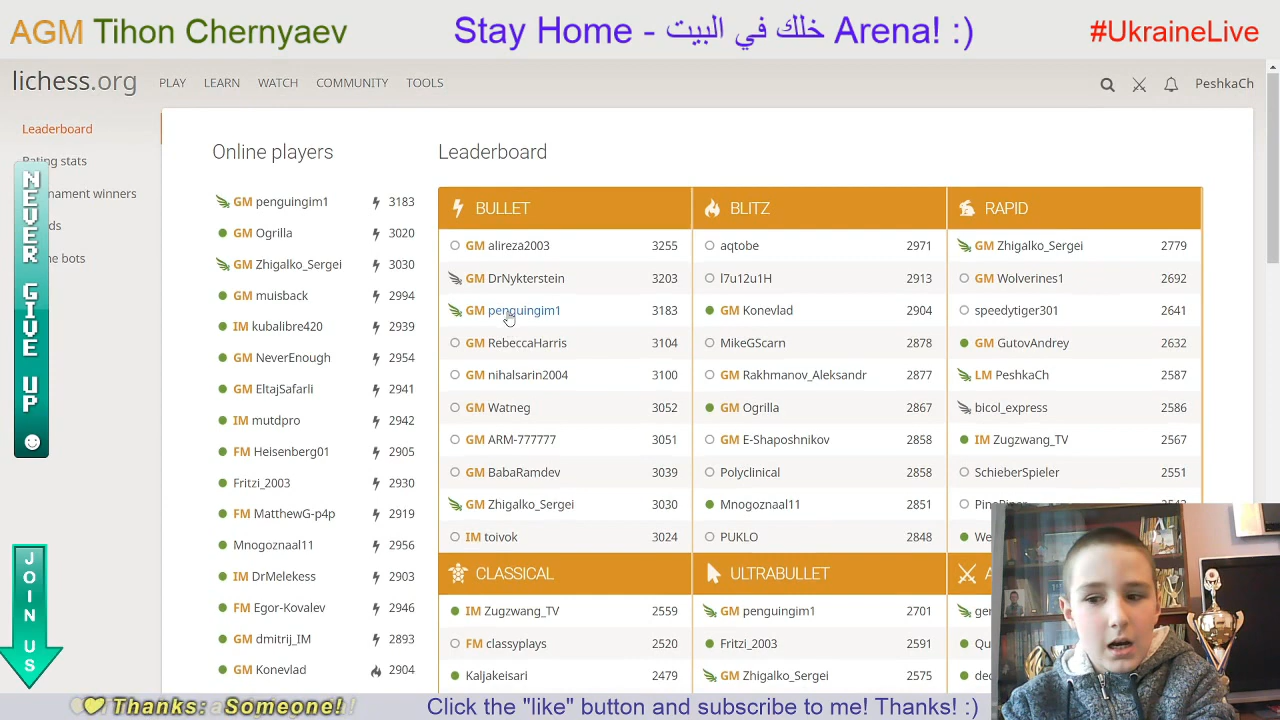 AGM Tihon Chernyaev
Stay Home - خلك في البيت Arena! :)
#UkraineLive
lichess.org
PLAY LEARN WATCH COMMUNITY TOOLS
PeshkaCh
Leaderboard
Rating stats
NEVER GIVE UP
JOIN US
Online players
GM penguingim1 3183
GM Ogrilla 3020
GM Zhigalko_Sergei 3030
GM muisback 2994
IM kubalibre420 2939
GM NeverEnough 2954
GM EltajSafarli 2941
IM mutdpro 2942
FM Heisenberg01 2905
Fritzi_2003 2930
FM MatthewG-p4p 2919
Mnogoznaal11 2956
IM DrMelekess 2903
FM Egor-Kovalev 2946
GM dmitrij_IM 2893
GM Konevlad 2904
Leaderboard
BULLET
GM alireza2003 3255
GM DrNykterstein 3203
GM penguingim1 3183
GM RebeccaHarris 3104
GM nihalsarin2004 3100
GM Watneg 3052
GM ARM-777777 3051
GM BabaRamdev 3039
GM Zhigalko_Sergei 3030
IM toivok 3024
BLITZ
aqtobe 2971
l7u12u1H 2913
GM Konevlad 2904
MikeGScarn 2878
GM Rakhmanov_Aleksandr 2877
GM Ogrilla 2867
GM E-Shaposhnikov 2858
Polyclinical 2858
Mnogoznaal11 2851
PUKLO 2848
RAPID
GM Zhigalko_Sergei 2779
GM Wolverines1 2692
speedytiger301 2641
GM GutovAndrey 2632
LM PeshkaCh 2587
bicol_express 2586
IM Zugzwang_TV 2567
SchieberSpieler 2551
CLASSICAL
IM Zugzwang_TV 2559
FM classyplays 2520
Kaljakeisari 2479
ULTRABULLET
GM penguingim1 2701
Fritzi_2003 2591
GM Zhigalko_Sergei 2575
Thanks: Someone!
Click the "like" button and subscribe to me! Thanks! :)